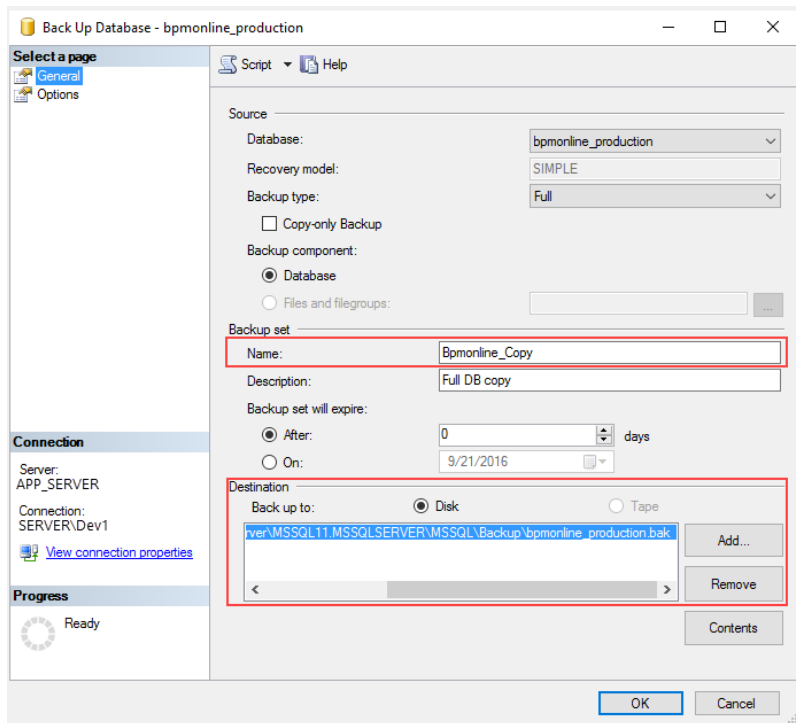 Back Up Database - bpmonline_production
Select a page
General
Options
Script Help
Source
Database: bpmonline_production
Recovery model: SIMPLE
Backup type: Full
Copy-only Backup
Backup component:
Database
Files and filegroups: ...
Backup set
Name: Bpmonline_Copy
Description: Full DB copy
Backup set will expire:
After: 0 days
On: 9/21/2016
Destination
Back up to: Disk Tape
rver\MSSQL11.MSSQLSERVER\MSSQL\Backup\bpmonline_production.bak
Add...
Remove
Contents
Connection
Server:
APP_SERVER
Connection:
SERVER\Dev1
View connection properties
Progress
Ready
OK Cancel